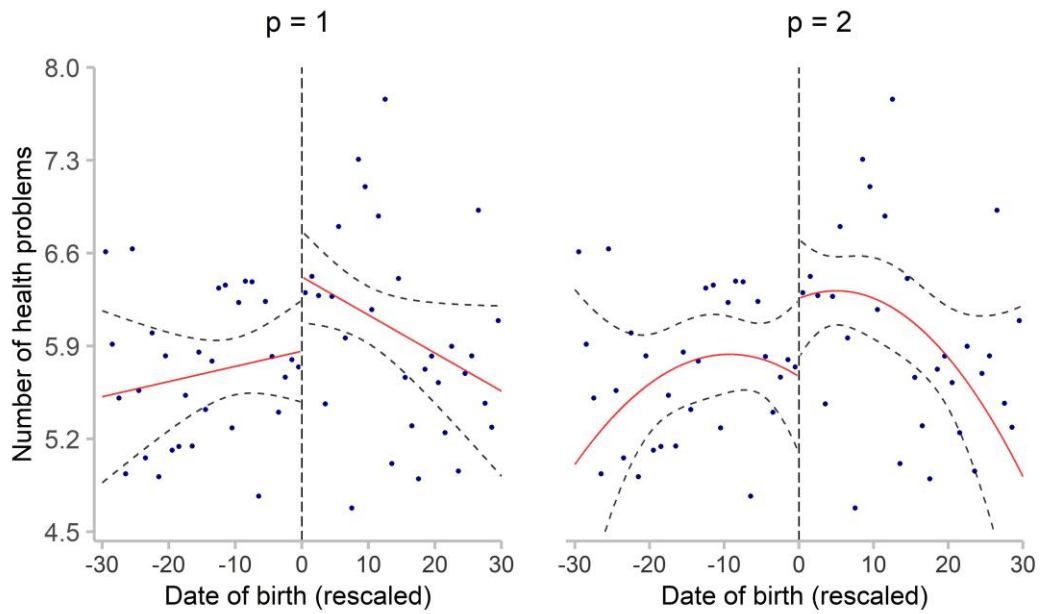 p = 1
p = 2
Number of health problems
8.0
7.3
6.6
5.9
5.2
4.5
-30 -20 -10 0 10 20 30
-30 -20 -10 0 10 20 30
Date of birth (rescaled)
Date of birth (rescaled)